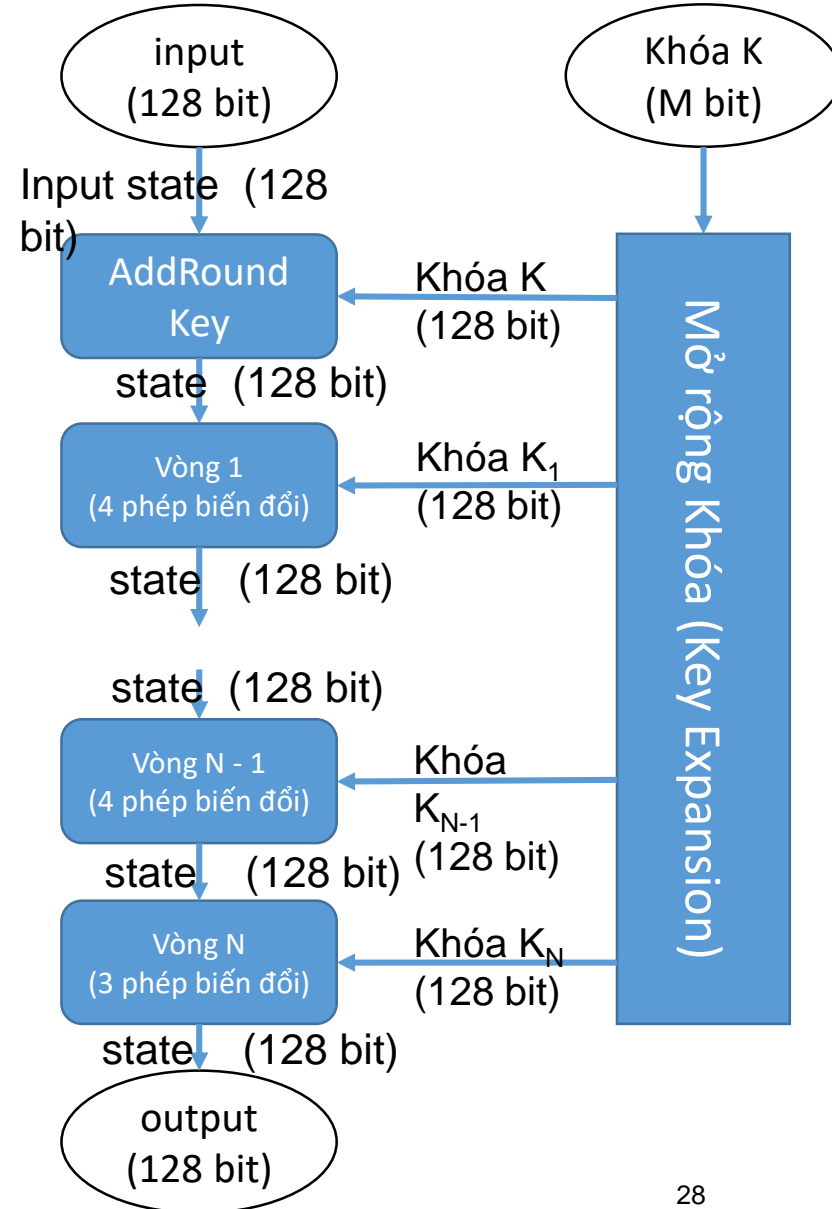 input
(128 bit)
Khóa K
(M bit)
Input state (128
bit)
AddRound
Key
Khóa K
(128 bit)
state (128 bit)
Vòng 1
(4 phép biến đổi)
Khóa K1
(128 bit)
state (128 bit)
state (128 bit)
Vòng N - 1
(4 phép biến đổi)
Khóa
KN-1
(128 bit)
state (128 bit)
Vòng N
(3 phép biến đổi)
Khóa KN
(128 bit)
state (128 bit)
output
(128 bit)
Mở rộng Khóa (Key Expansion)
28